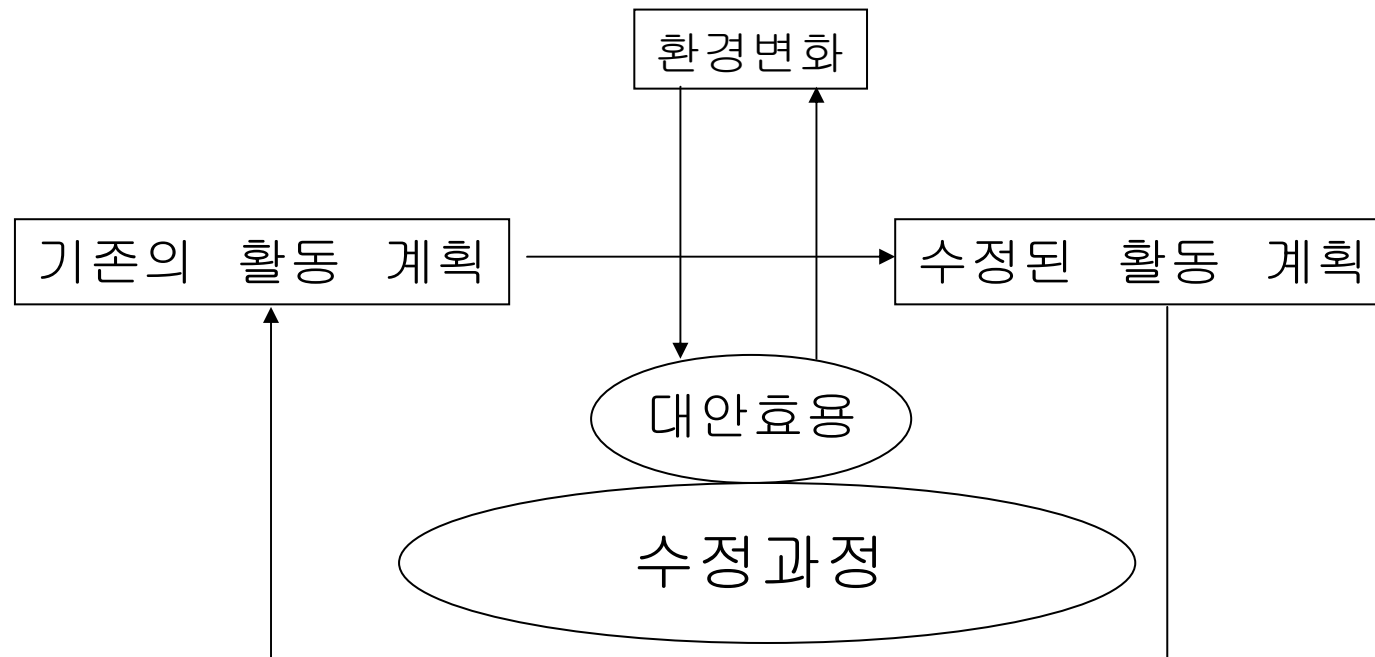 환경변화
기존의 활동 계획
수정된 활동 계획
대안효용
수정과정